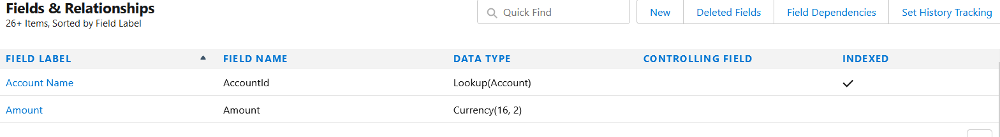 Fields & Relationships
26+ Items, Sorted by Field Label
Quick Find
New
Deleted Fields
Field Dependencies
Set History Tracking
FIELD LABEL FIELD NAME DATA TYPE CONTROLLING FIELD INDEXED
Account Name AccountId Lookup(Account)
Amount Amount Currency(16, 2)